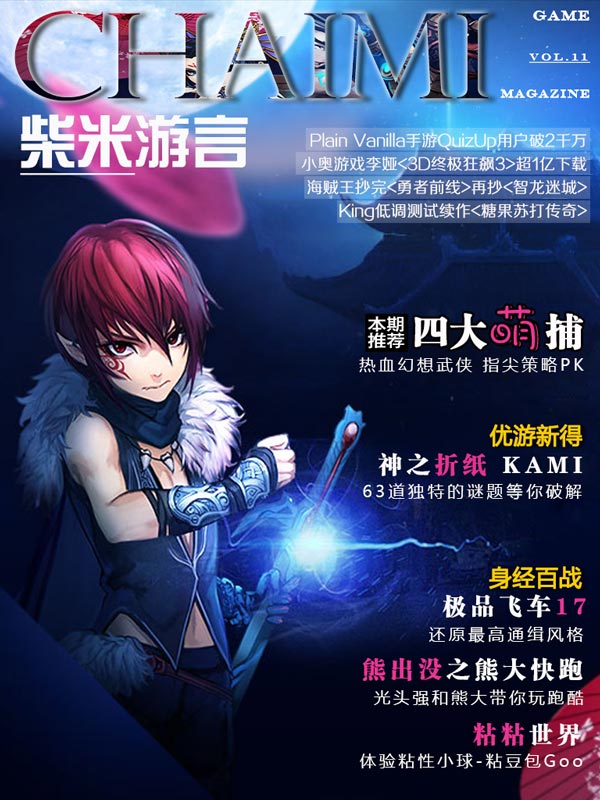 CHAIMI
GAME
VOL.11
MAGAZINE
柴米游言
Plain Vanilla手游QuizUp用户破2千万
小奥游戏李娅<3D终极狂飙3>超1亿下载
海贼王抄完<勇者前线>再抄<智龙迷城>
King低调测试续作<糖果苏打传奇>
本期推荐 四大萌捕
热血幻想武侠 指尖策略PK
优游新得
神之折纸 KAMI
63道独特的谜题等你破解
身经百战
极品飞车17
还原最高通缉风格
熊出没之熊大快跑
光头强和熊大带你玩跑酷
粘粘世界
体验粘性小球-粘豆包Goo